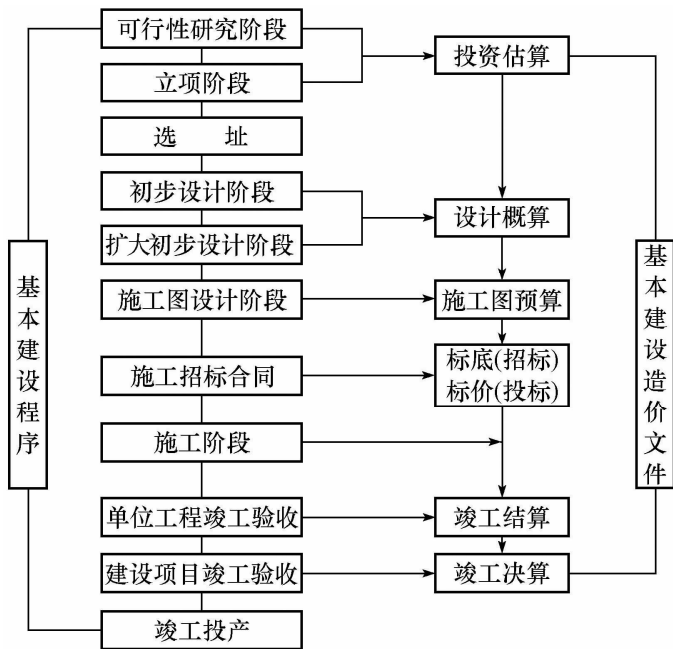 可行性研究阶段
投资估算
立项阶段
选 址
初步设计阶段
设计概算
扩大初步设计阶段
施工图设计阶段
施工图预算
施工招标合同
标底(招标)
标价(投标)
施工阶段
单位工程竣工验收
竣工结算
建设项目竣工验收
竣工决算
竣工投产
基本建设程序
基本建设造价文件